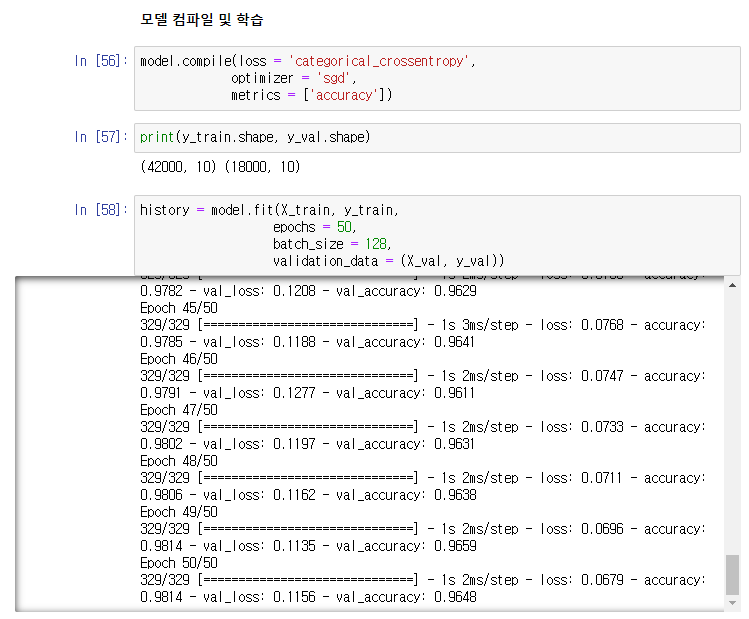 모델 컴파일 및 학습
In [56]: model.compile(loss = 'categorical_crossentropy',
optimizer = 'sgd',
metrics = ['accuracy'])
In [57]: print(y_train.shape, y_val.shape)
(42000, 10) (18000, 10)
In [58]: history = model.fit(X_train, y_train,
epochs = 50,
batch_size = 128,
validation_data = (X_val, y_val))
0.9782 - val_loss: 0.1208 - val_accuracy: 0.9629
Epoch 45/50
329/329 [==============================] - 1s 3ms/step - loss: 0.0768 - accuracy:
0.9785 - val_loss: 0.1188 - val_accuracy: 0.9641
Epoch 46/50
329/329 [==============================] - 1s 2ms/step - loss: 0.0747 - accuracy:
0.9791 - val_loss: 0.1277 - val_accuracy: 0.9611
Epoch 47/50
329/329 [==============================] - 1s 2ms/step - loss: 0.0733 - accuracy:
0.9802 - val_loss: 0.1197 - val_accuracy: 0.9631
Epoch 48/50
329/329 [==============================] - 1s 2ms/step - loss: 0.0711 - accuracy:
0.9806 - val_loss: 0.1162 - val_accuracy: 0.9638
Epoch 49/50
329/329 [==============================] - 1s 2ms/step - loss: 0.0696 - accuracy:
0.9814 - val_loss: 0.1135 - val_accuracy: 0.9659
Epoch 50/50
329/329 [==============================] - 1s 2ms/step - loss: 0.0679 - accuracy:
0.9814 - val_loss: 0.1156 - val_accuracy: 0.9648